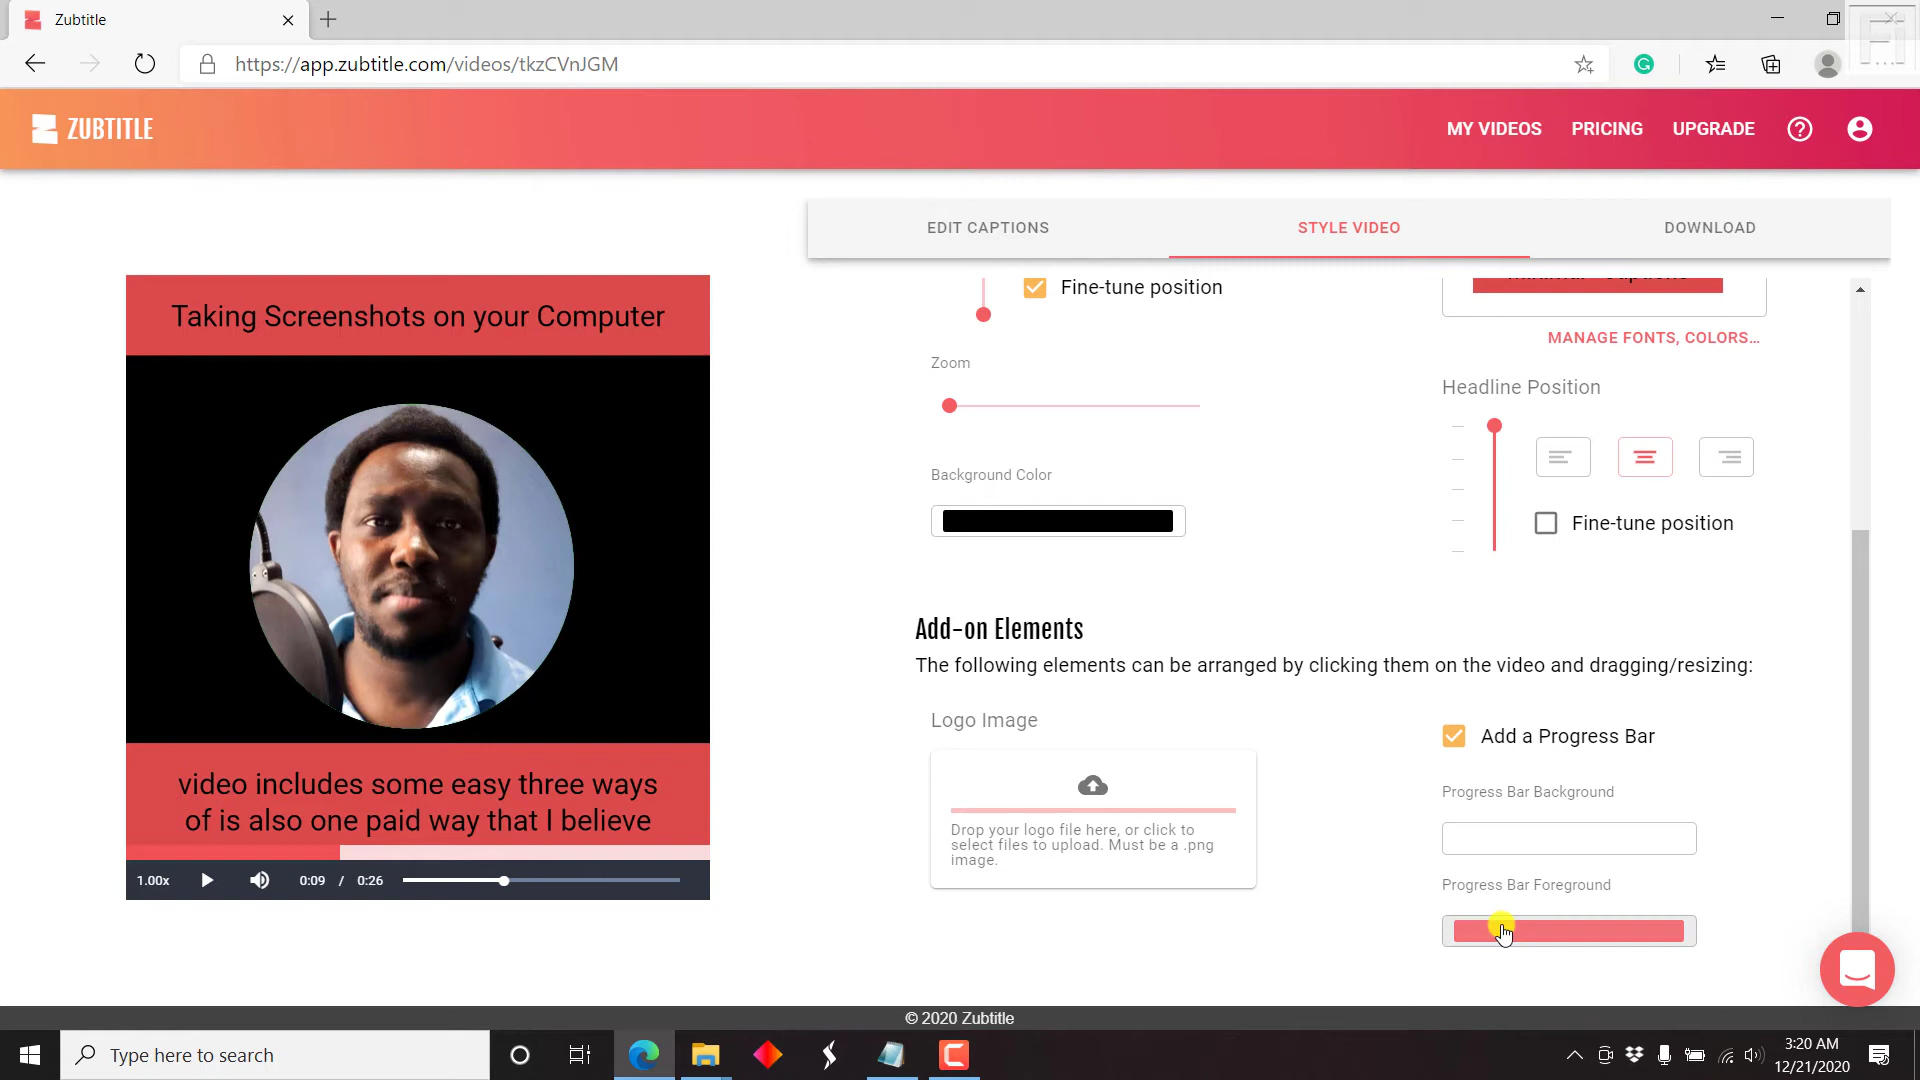 Zubtitle
https://app.zubtitle.com/videos/tkzCVnJGM
ZUBTITLE
MY VIDEOS
PRICING
UPGRADE
EDIT CAPTIONS
STYLE VIDEO
DOWNLOAD
Taking Screenshots on your Computer
video includes some easy three ways
of is also one paid way that I believe
1.00x
0:09 / 0:26
Fine-tune position
Zoom
Background Color
MANAGE FONTS, COLORS...
Headline Position
Fine-tune position
Add-on Elements
The following elements can be arranged by clicking them on the video and dragging/resizing:
Logo Image
Drop your logo file here, or click to
select files to upload. Must be a .png
image.
Add a Progress Bar
Progress Bar Background
Progress Bar Foreground
© 2020 Zubtitle
Type here to search
3:20 AM
12/21/2020